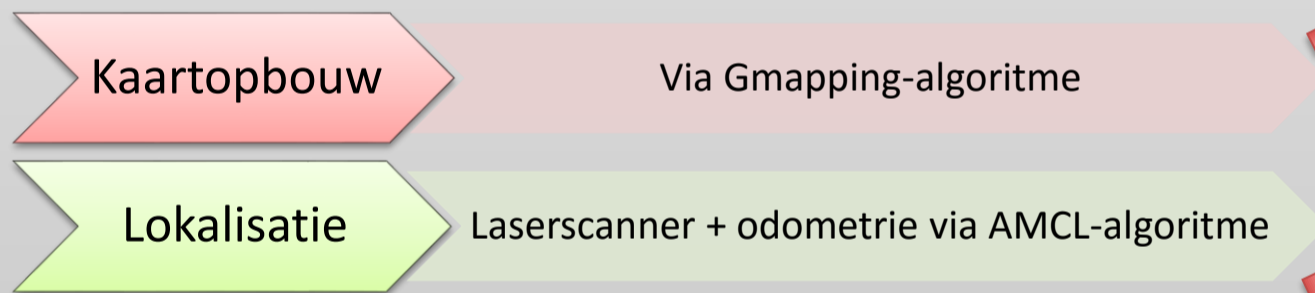 Kaartopbouw
Via Gmapping-algoritme
Lokalisatie
Laserscanner + odometrie via AMCL-algoritme